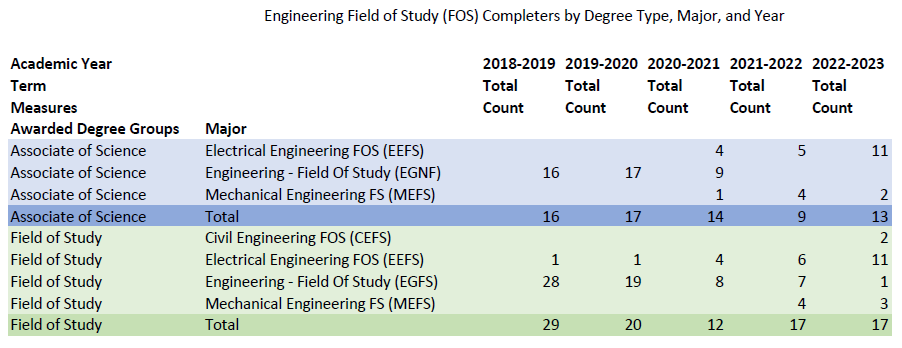 Engineering Field of Study (FOS) Completers by Degree Type, Major, and Year
Academic Year 2018-2019 2019-2020 2020-2021 2021-2022 2022-2023
Term Total Total Total Total Total
Measures Count Count Count Count Count
Awarded Degree Groups Major
Associate of Science Electrical Engineering FOS (EEFS) 4 5 11
Associate of Science Engineering - Field Of Study (EGNF) 16 17 9
Associate of Science Mechanical Engineering FS (MEFS) 1 4 2
Associate of Science Total 16 17 14 9 13
Field of Study Civil Engineering FOS (CEFS) 2
Field of Study Electrical Engineering FOS (EEFS) 1 1 4 6 11
Field of Study Engineering - Field Of Study (EGFS) 28 19 8 7 1
Field of Study Mechanical Engineering FS (MEFS) 4 3
Field of Study Total 29 20 12 17 17